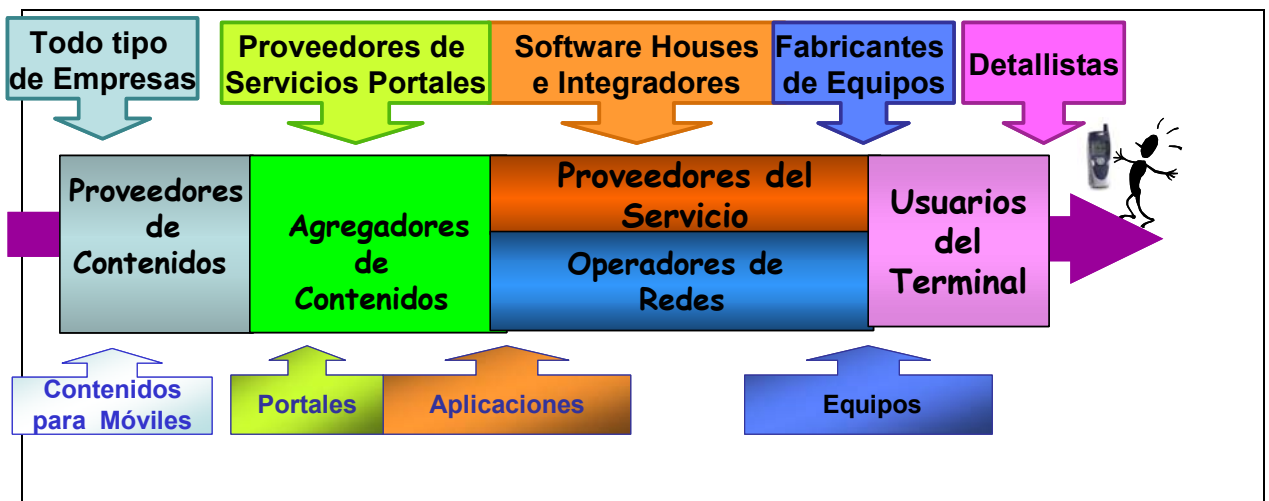 Todo tipo
de Empresas
Proveedores de
Servicios Portales
Software Houses
e Integradores
Fabricantes
de Equipos
Detallistas
Proveedores
de
Contenidos
Agregadores
de
Contenidos
Proveedores del
Servicio
Operadores de
Redes
Usuarios
del
Terminal
Contenidos
para Móviles
Portales
Aplicaciones
Equipos